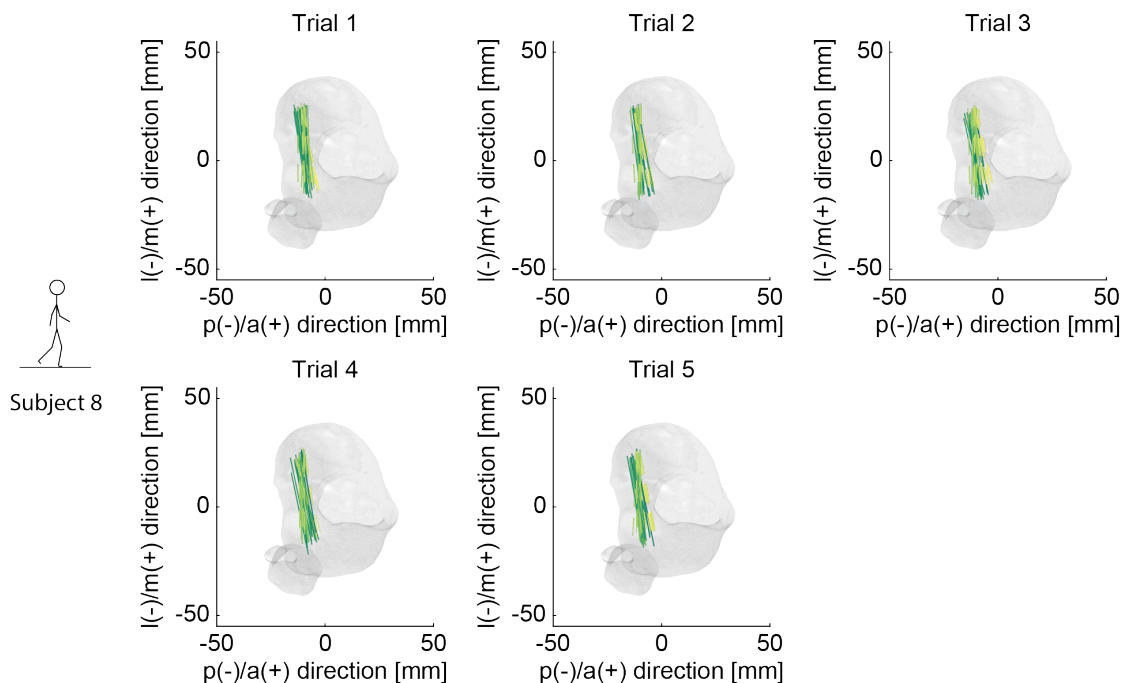 Trial 1
Trial 2
Trial 3
l(-)/m(+) direction [mm]
50
0
-50
-50
0
50
p(-)/a(+) direction [mm]
l(-)/m(+) direction [mm]
50
0
-50
-50
0
50
p(-)/a(+) direction [mm]
l(-)/m(+) direction [mm]
50
0
-50
-50
0
50
p(-)/a(+) direction [mm]
Subject 8
Trial 4
Trial 5
l(-)/m(+) direction [mm]
50
0
-50
-50
0
50
p(-)/a(+) direction [mm]
l(-)/m(+) direction [mm]
50
0
-50
-50
0
50
p(-)/a(+) direction [mm]